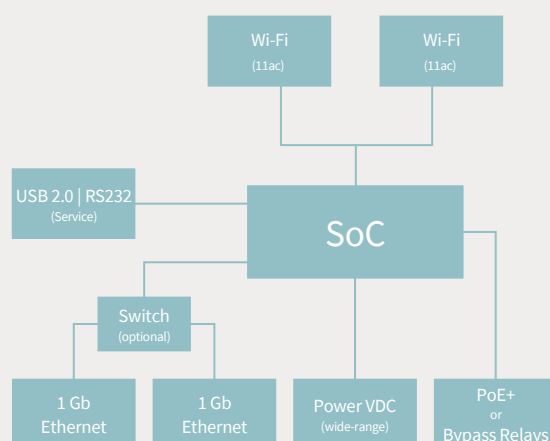 Wi-Fi
(11ac)
Wi-Fi
(11ac)
USB 2.0 | RS232
(Service)
SoC
Switch
(optional)
1 Gb
Ethernet
1 Gb
Ethernet
Power VDC
(wide-range)
PoE+
or
Bypass Relays